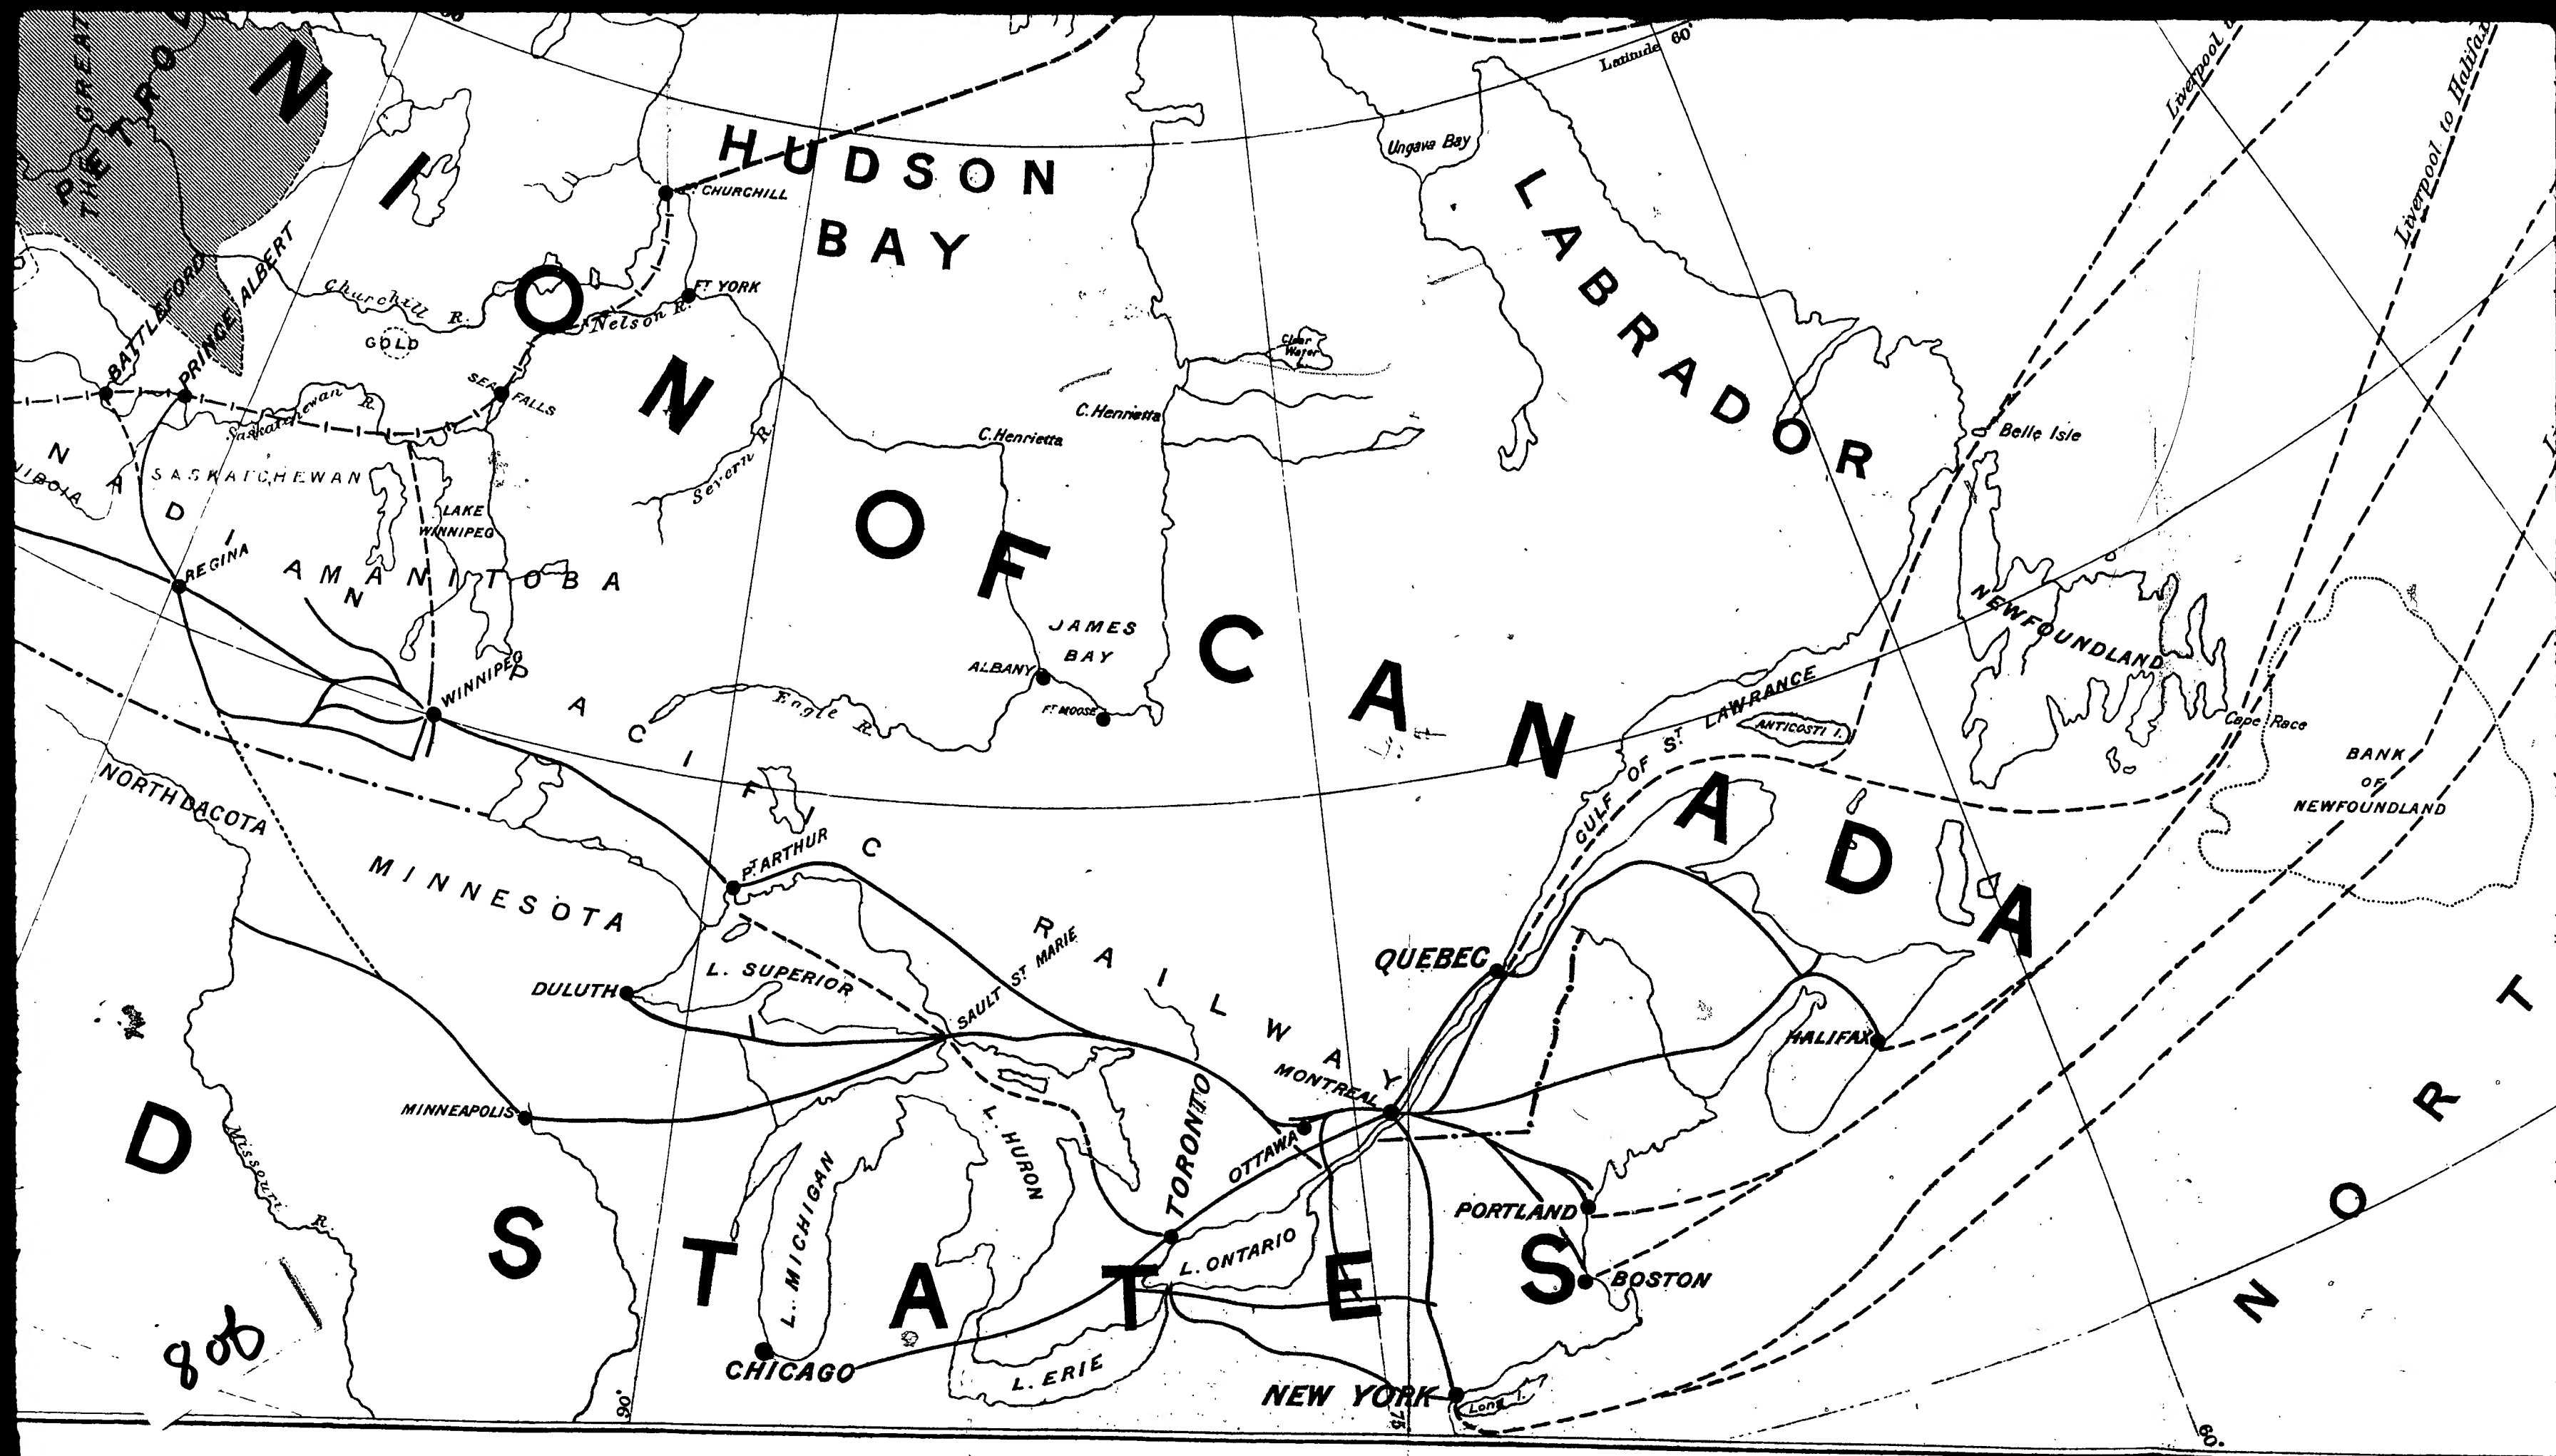 DOMINION OF CANADA
THE GREAT
PETROL
Latitude 60°
Liverpool
Liverpool to Halifax
HUDSON
BAY
CHURCHILL
Ungava Bay
LABRADOR
BATTLEFORD
PRINCE ALBERT
Churchill R.
GOLD
Nelson R.
FT YORK
SEA FALLS
Saskatchewan R.
Clear
Water
C. Henrietta
C. Henrietta
Belle Isle
Severn R.
SASKATCHEWAN
LAKE
WINNIPEG
REGINA
MANITOBA
CANADIAN PACIFIC RAILWAY
WINNIPEG
JAMES
BAY
ALBANY
FT MOOSE
Engle R.
NEWFOUNDLAND
GULF OF ST LAWRANCE
ANTICOSTI I.
Cape Race
BANK
OF
NEWFOUNDLAND
NORTH DACOTA
MINNESOTA
PT ARTHUR
L. SUPERIOR
DULUTH
SAULT ST MARIE
QUEBEC
HALIFAX
MONTREAL
OTTAWA
MINNEAPOLIS
Missouri R.
L. HURON
TORONTO
L. MICHIGAN
PORTLAND
L. ONTARIO
BOSTON
D STATES
NORT
CHICAGO
L. ERIE
NEW YORK
Long I.
90°
75
60°